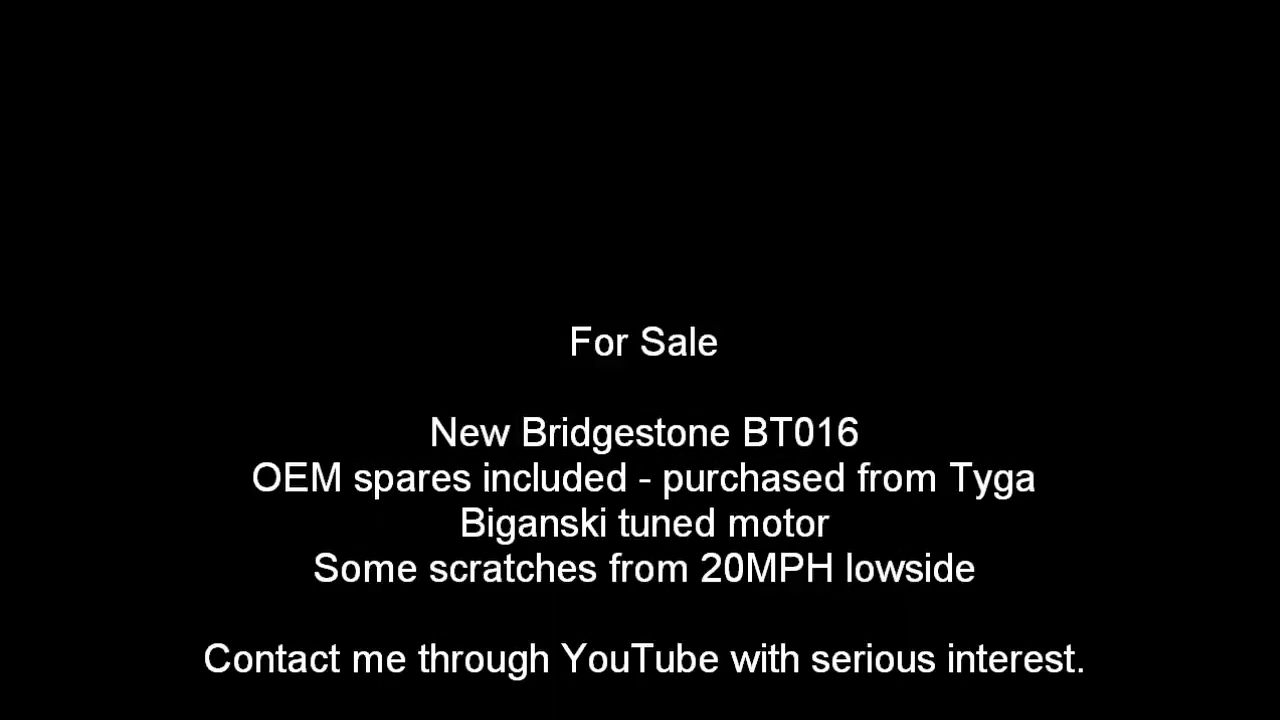 For Sale
New Bridgestone BT016
OEM spares included - purchased from Tyga
Biganski tuned motor
Some scratches from 20MPH lowside
Contact me through YouTube with serious interest.